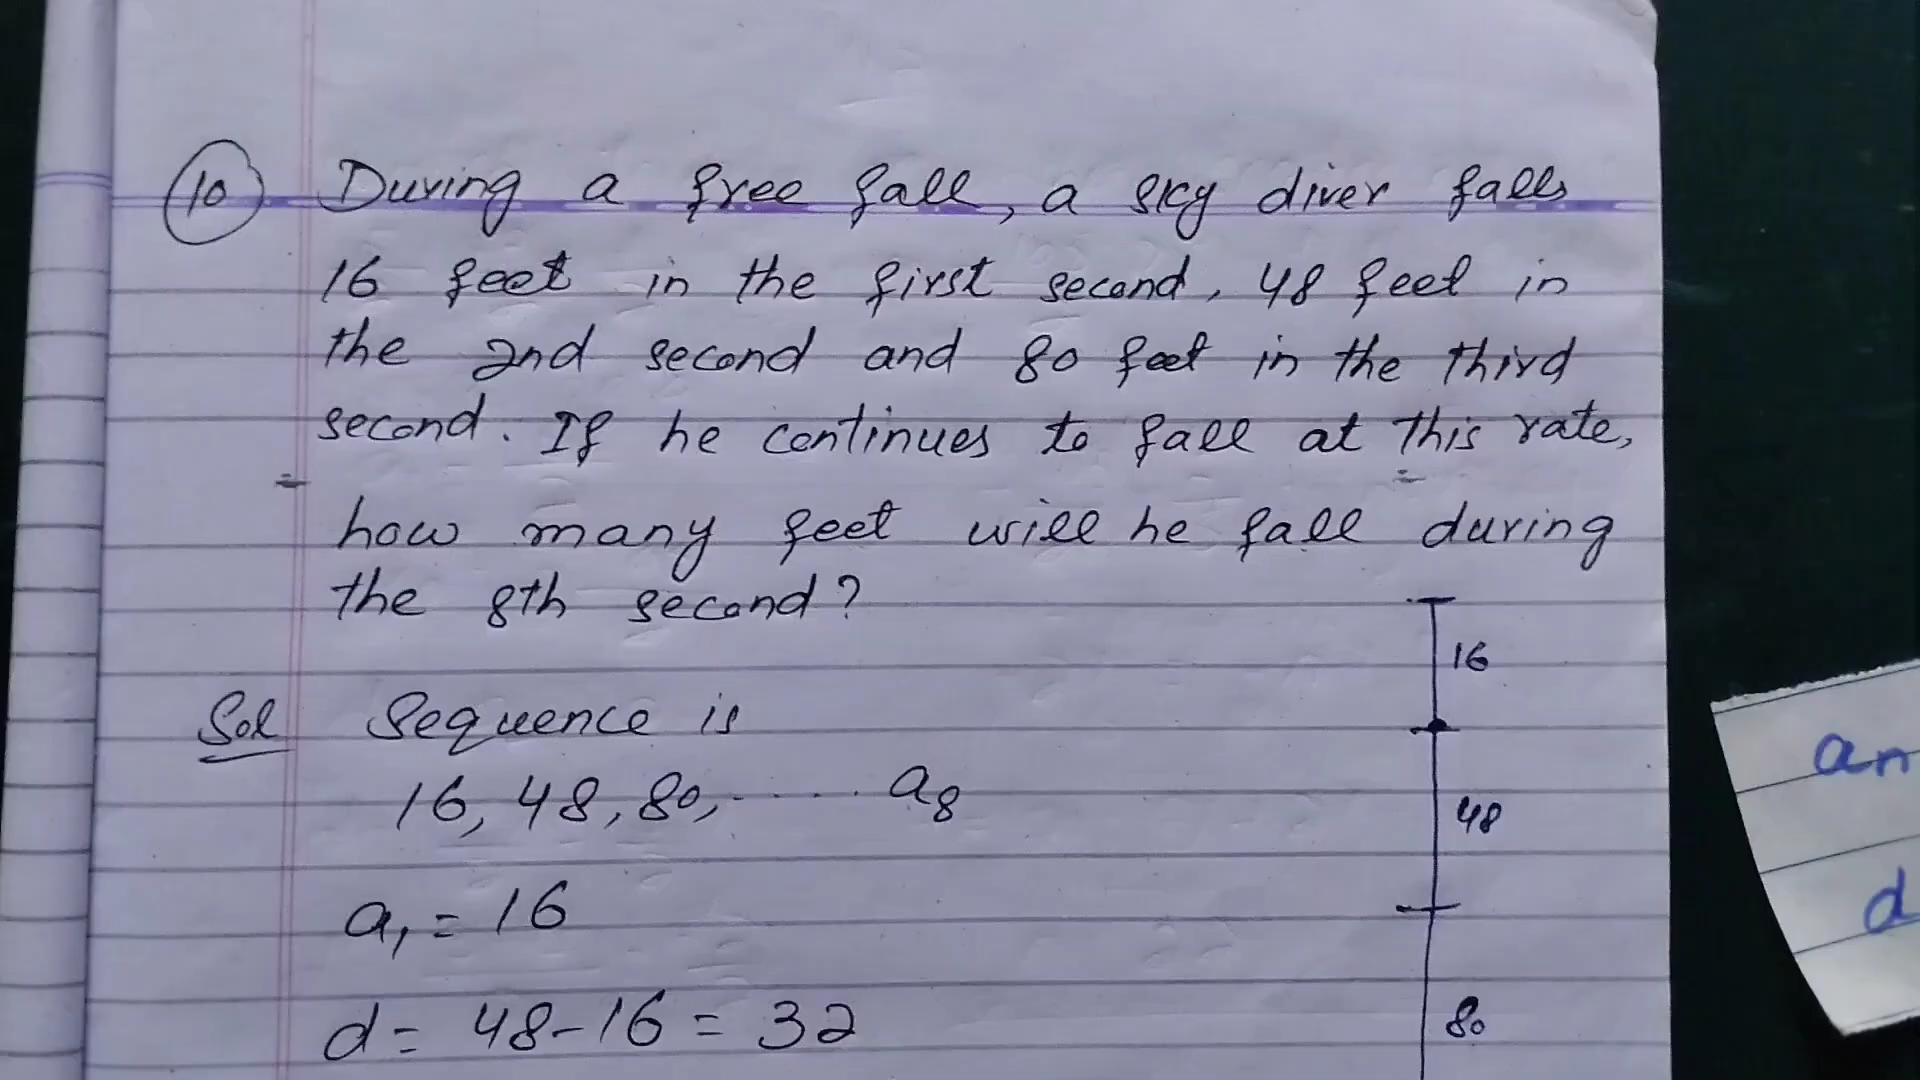 10 During a free fall, a sky diver falls
16 feet in the first second, 48 feet in
the 2nd second and 80 feet in the third
second. If he continues to fall at this rate,
how many feet will he fall during
the 8th second?
Sol Sequence is
16, 48, 80, ..... a8
a1 = 16
d = 48-16 = 32
16
48
80
an
d